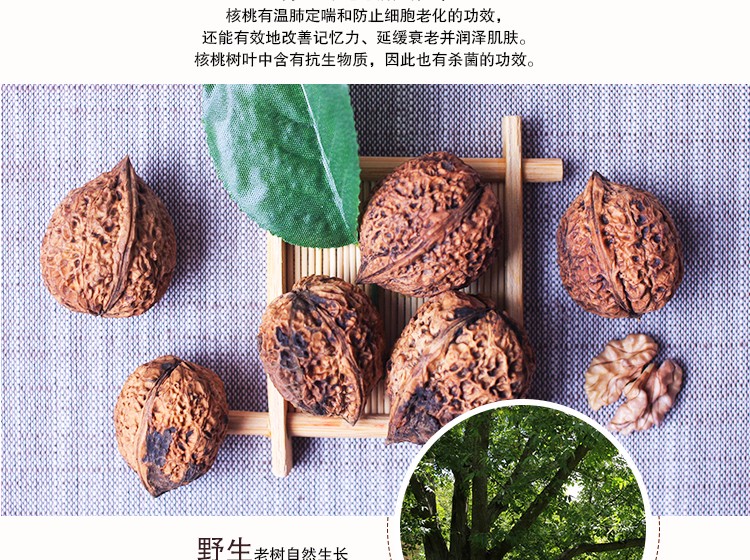 核桃有温肺定喘和防止细胞老化的功效，
还能有效地改善记忆力、延缓衰老并润泽肌肤。
核桃树叶中含有抗生物质，因此也有杀菌的功效。
野生老树自然生长